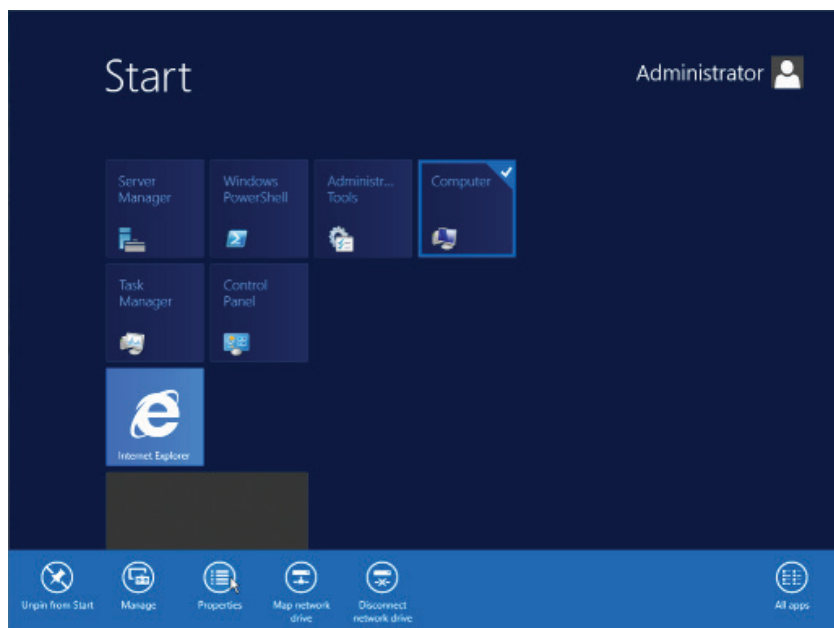 Start
Administrator
Server
Manager
Windows
PowerShell
Administr...
Tools
Computer
Task
Manager
Control
Panel
Internet Explorer
Unpin from Start
Manage
Properties
Map network
drive
Disconnect
network drive
All apps